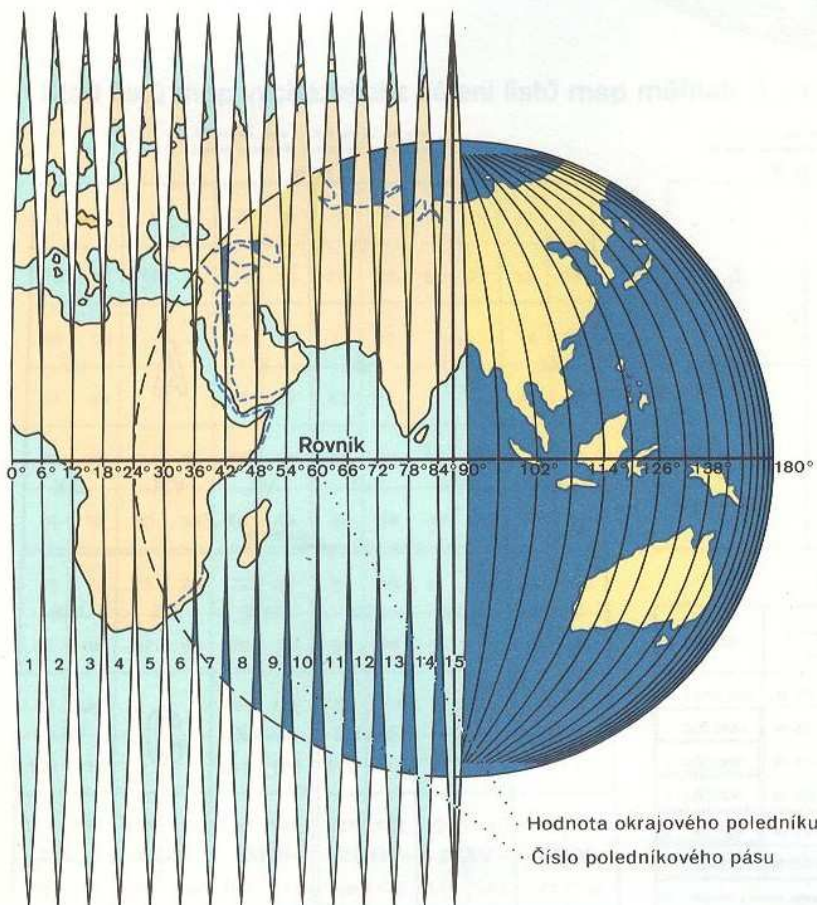 Rovnik
0° 6° 12° 18° 24° 30° 36° 42° 48° 54° 60° 66° 72° 78° 84° 90° 102° 114° 126° 138° 180°
1 2 3 4 5 6 7 8 9 10 11 12 13 14 15
Hodnota okrajového poledníku
Číslo poledníkového pásu